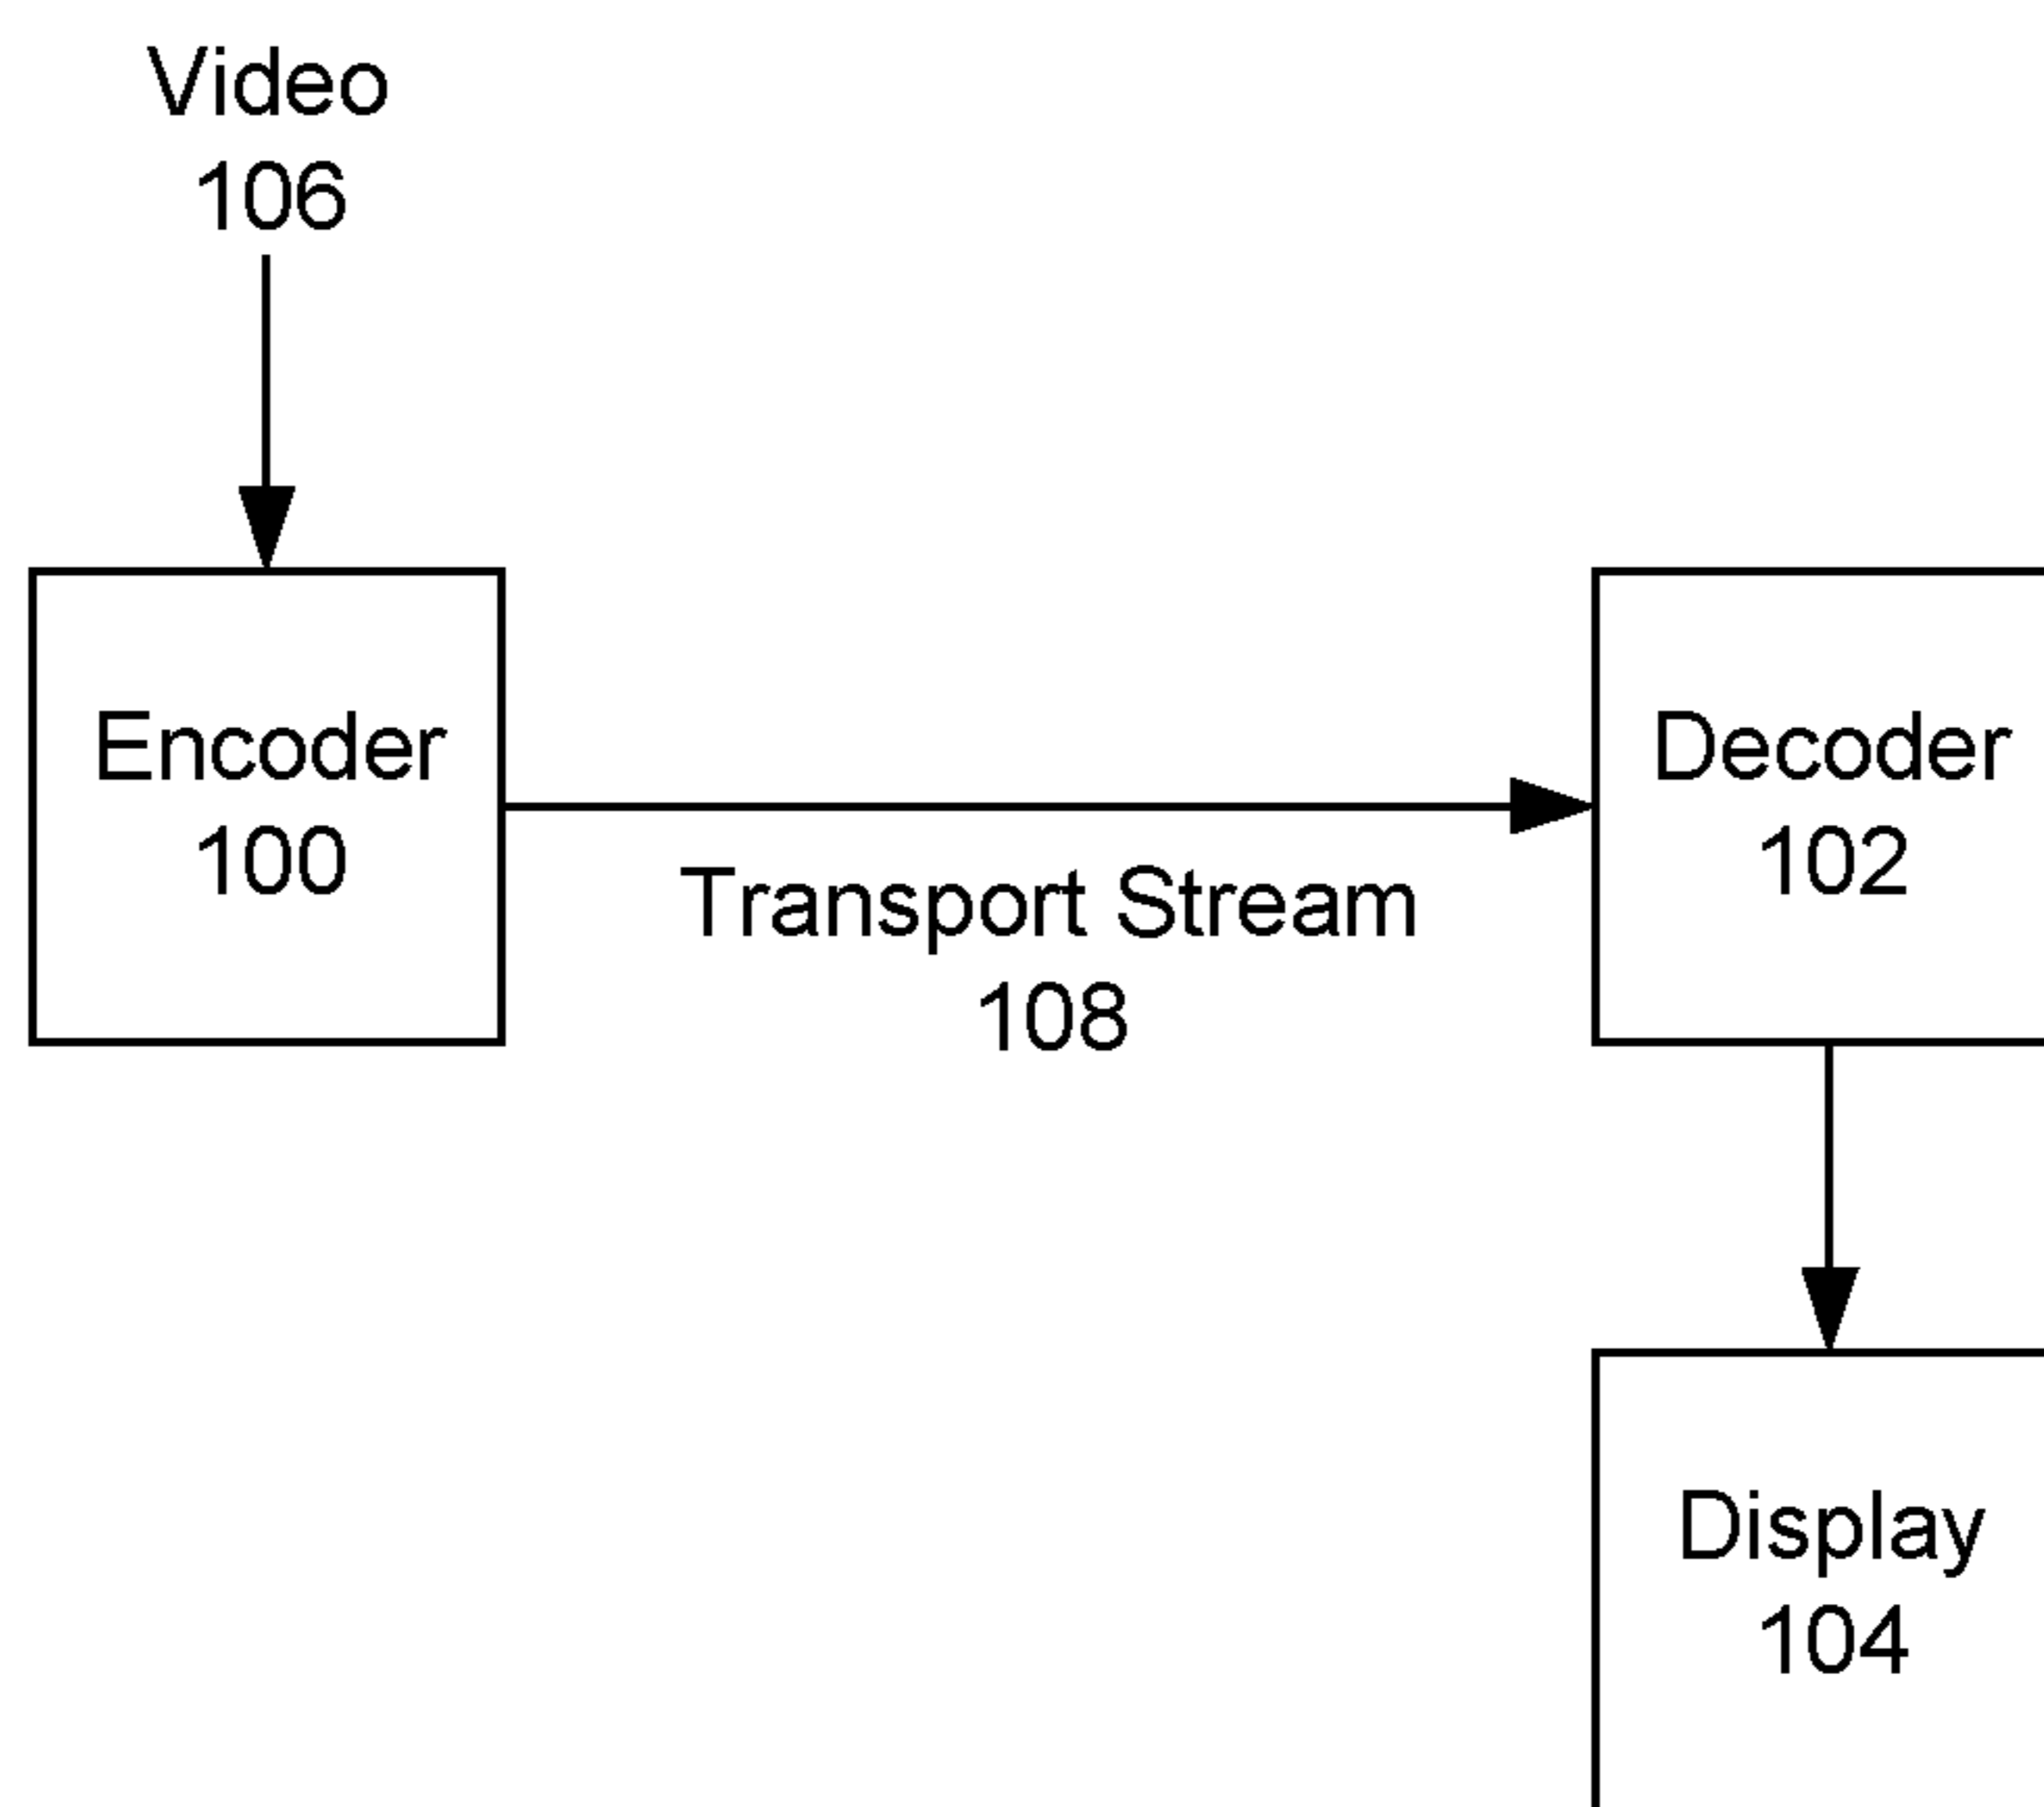 Video
106
Encoder
100
Transport Stream
108
Decoder
102
Display
104